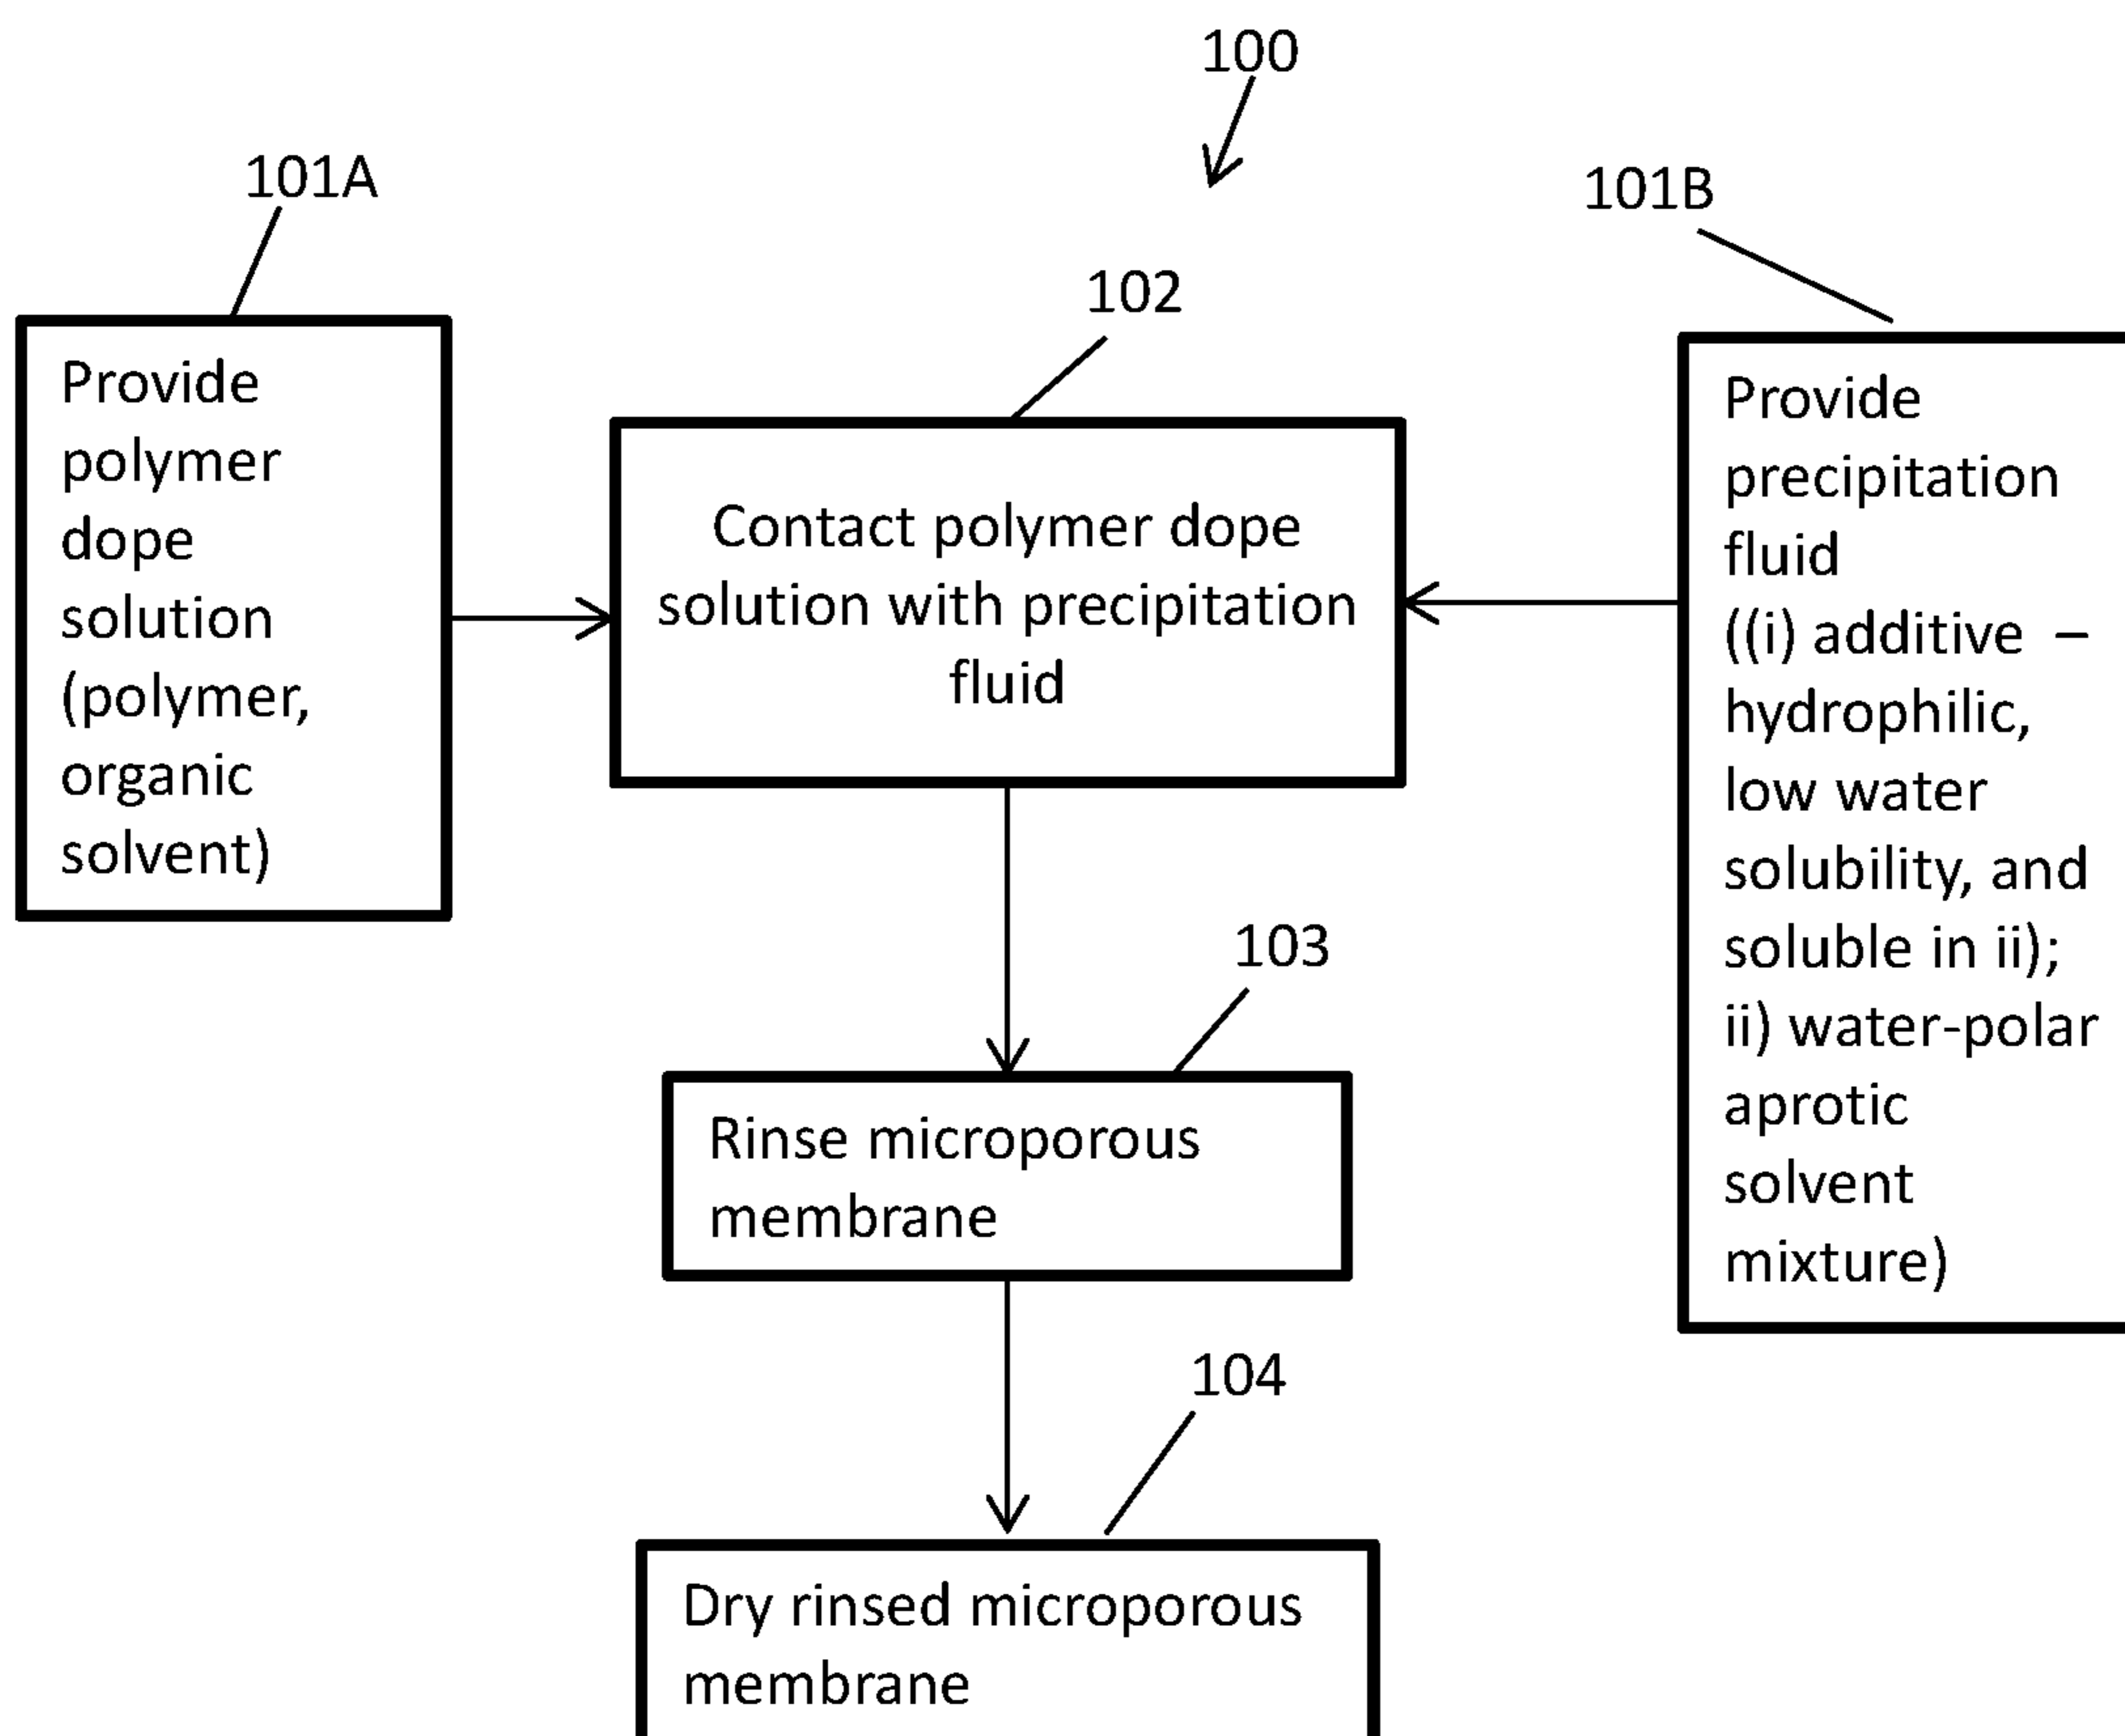 100
101A
101B
102
Provide
polymer
dope
solution
(polymer,
organic
solvent)
Contact polymer dope
solution with precipitation
fluid
Provide
precipitation
fluid
((i) additive –
hydrophilic,
low water
solubility, and
soluble in ii);
ii) water-polar
aprotic
solvent
mixture)
103
Rinse microporous
membrane
104
Dry rinsed microporous
membrane